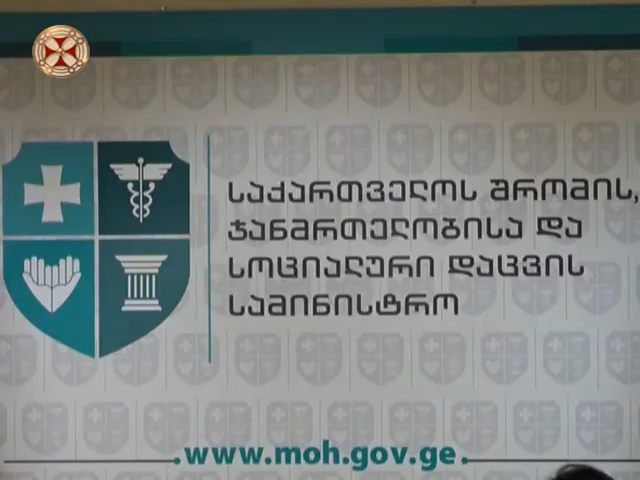 საქართველოს შრომის,
ჯანმრთელობისა და
სოციალური დაცვის
სამინისტრო
www.moh.gov.ge